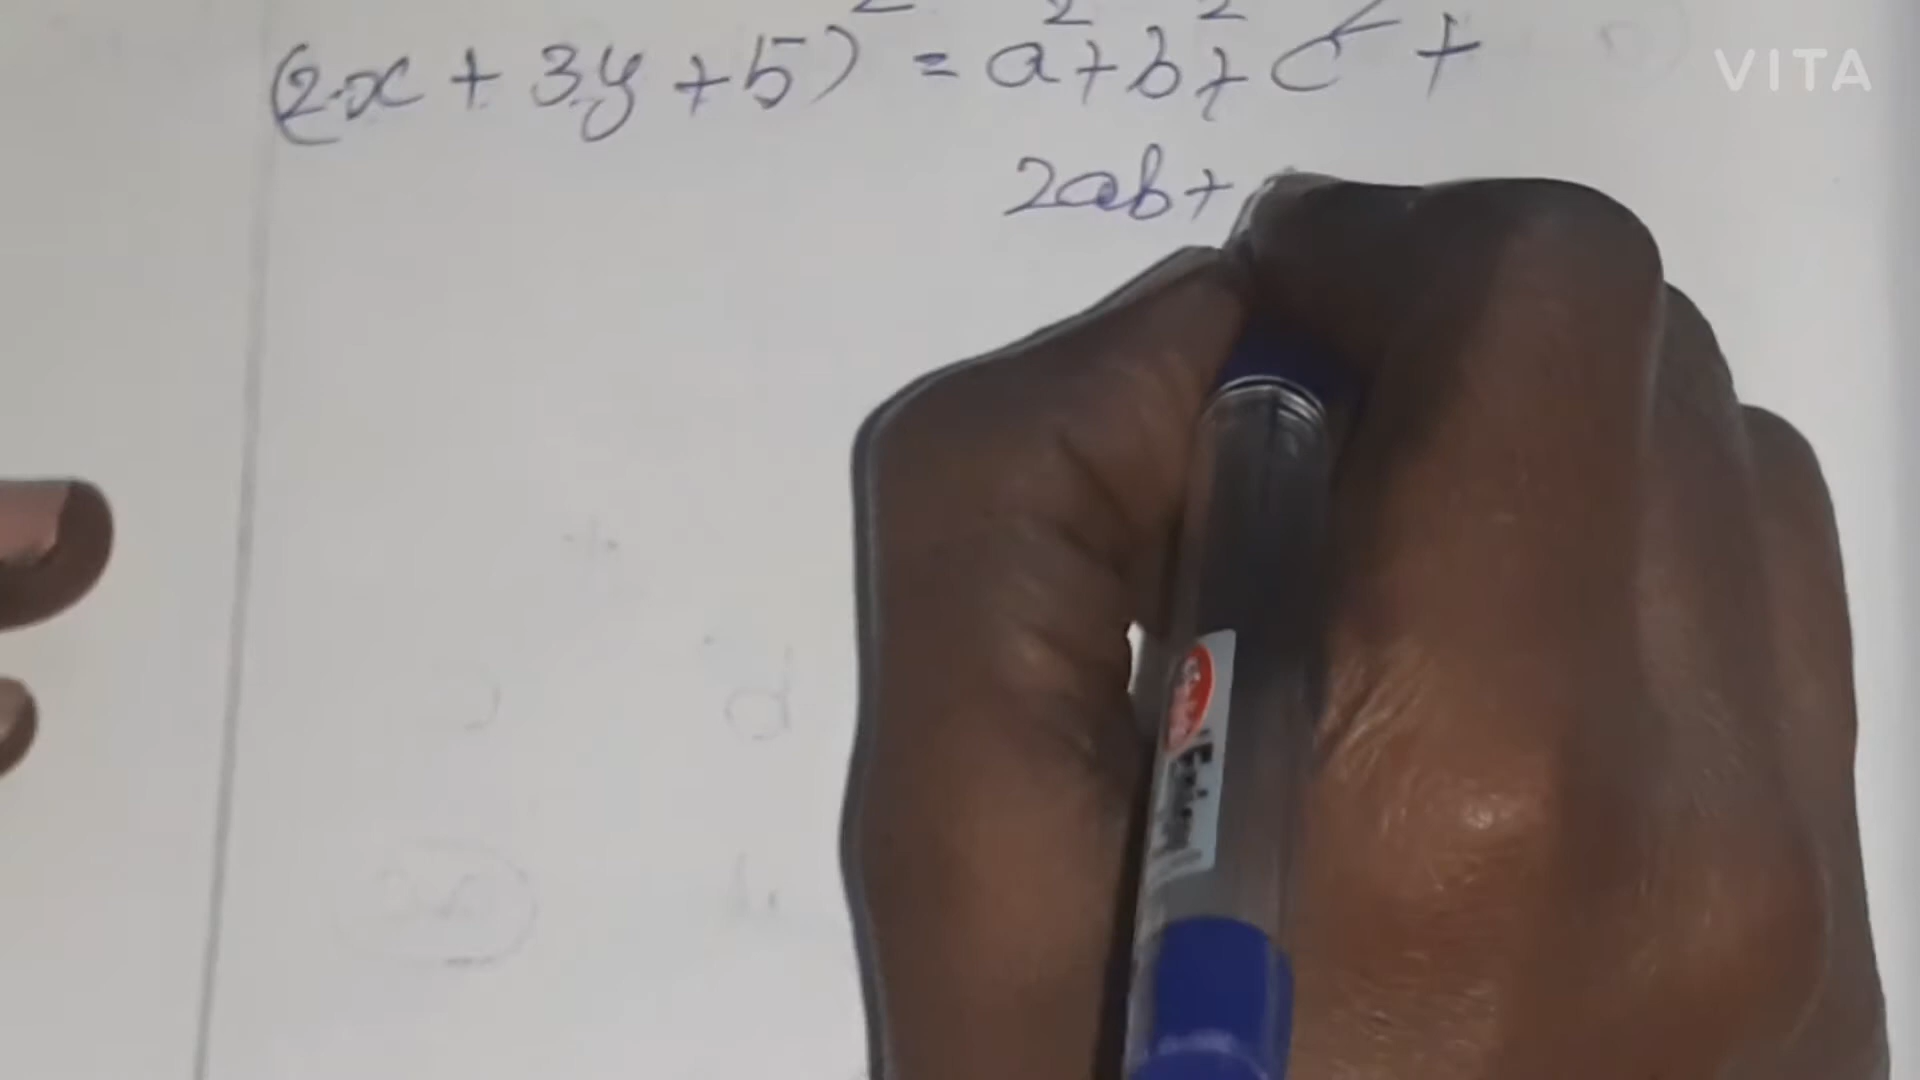 (2x + 3y + 5)² = a² + b² + c² +
VITA
2ab +